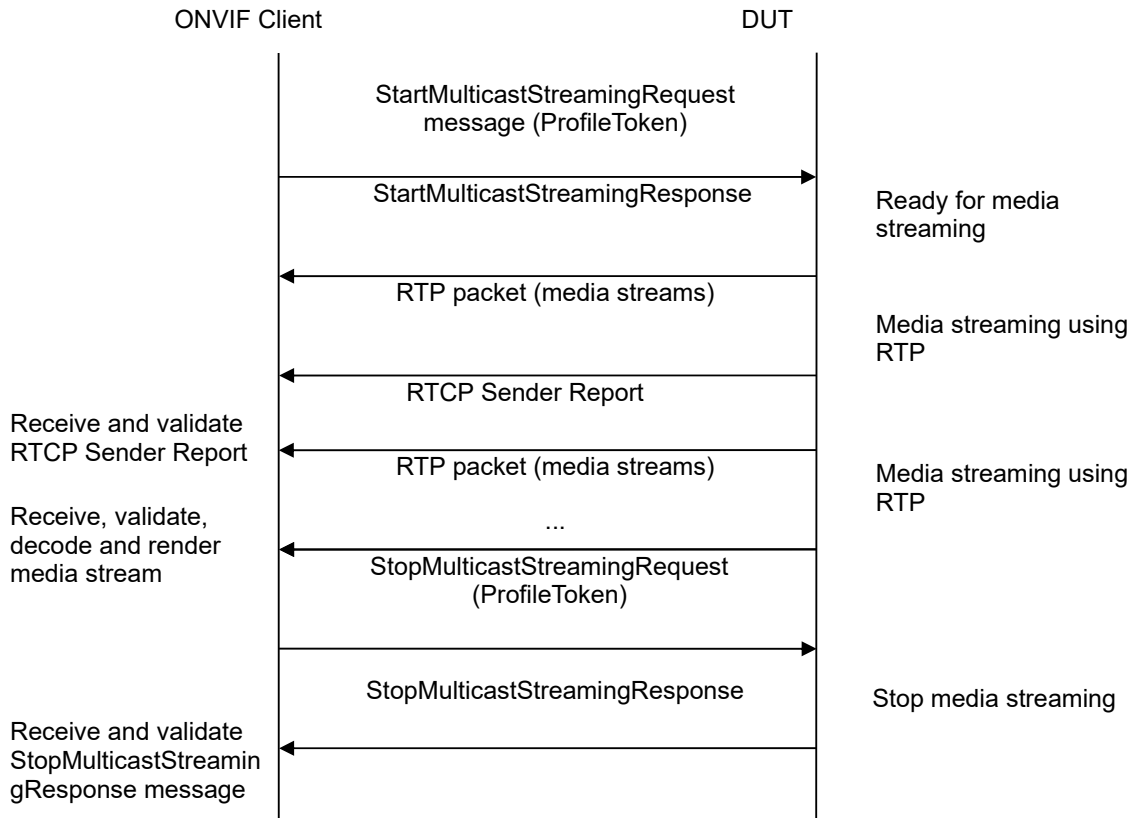 ONVIF Client
DUT
StartMulticastStreamingRequest
message (ProfileToken)
StartMulticastStreamingResponse
Ready for media
streaming
RTP packet (media streams)
Media streaming using
RTP
RTCP Sender Report
Receive and validate
RTCP Sender Report
RTP packet (media streams)
Media streaming using
RTP
Receive, validate,
decode and render
media stream
...
StopMulticastStreamingRequest
(ProfileToken)
StopMulticastStreamingResponse
Stop media streaming
Receive and validate
StopMulticastStreamin
gResponse message